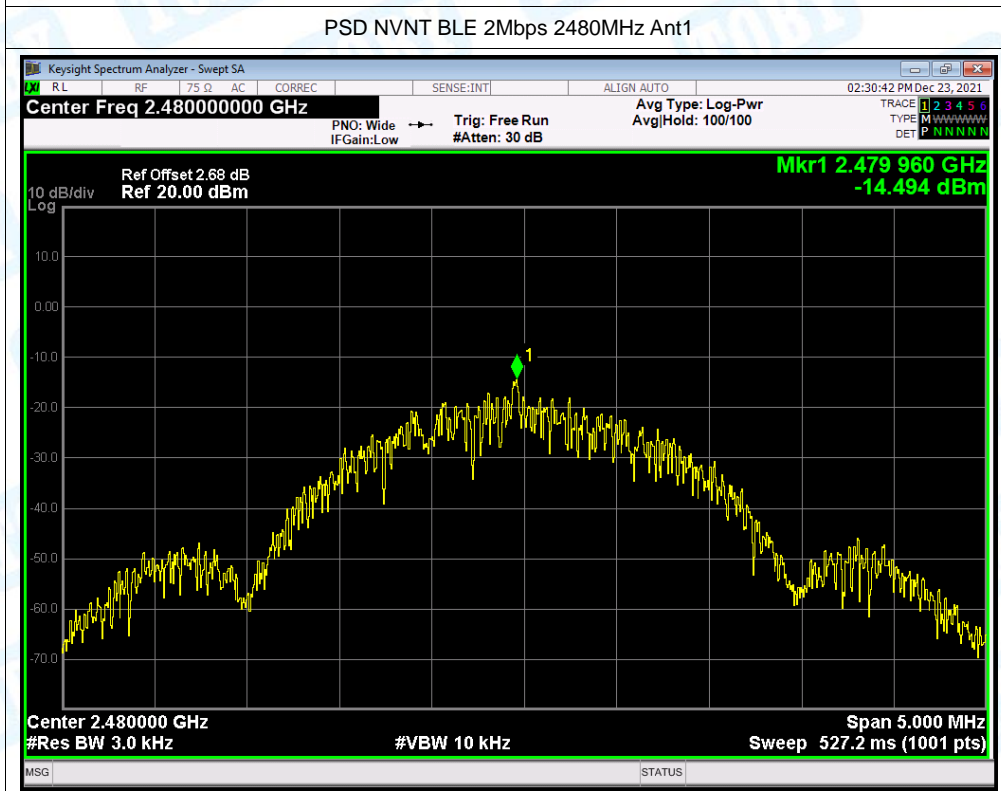 PSD NVNT BLE 2Mbps 2480MHz Ant1
Keysight Spectrum Analyzer - Swept SA
LXI RL RF 75 Ω AC CORREC SENSE:INT ALIGN AUTO 02:30:42 PM Dec 23, 2021
Center Freq 2.480000000 GHz
PNO: Wide
IFGain:Low
Trig: Free Run
#Atten: 30 dB
Avg Type: Log-Pwr
Avg|Hold: 100/100
TRACE 1 2 3 4 5 6
TYPE M WWWWW
DET P N N N N N
Mkr1 2.479 960 GHz
-14.494 dBm
Ref Offset 2.68 dB
10 dB/div Ref 20.00 dBm
Log
1
10.0
0.00
-10.0
-20.0
-30.0
-40.0
-50.0
-60.0
-70.0
Center 2.480000 GHz Span 5.000 MHz
#Res BW 3.0 kHz #VBW 10 kHz Sweep 527.2 ms (1001 pts)
MSG STATUS